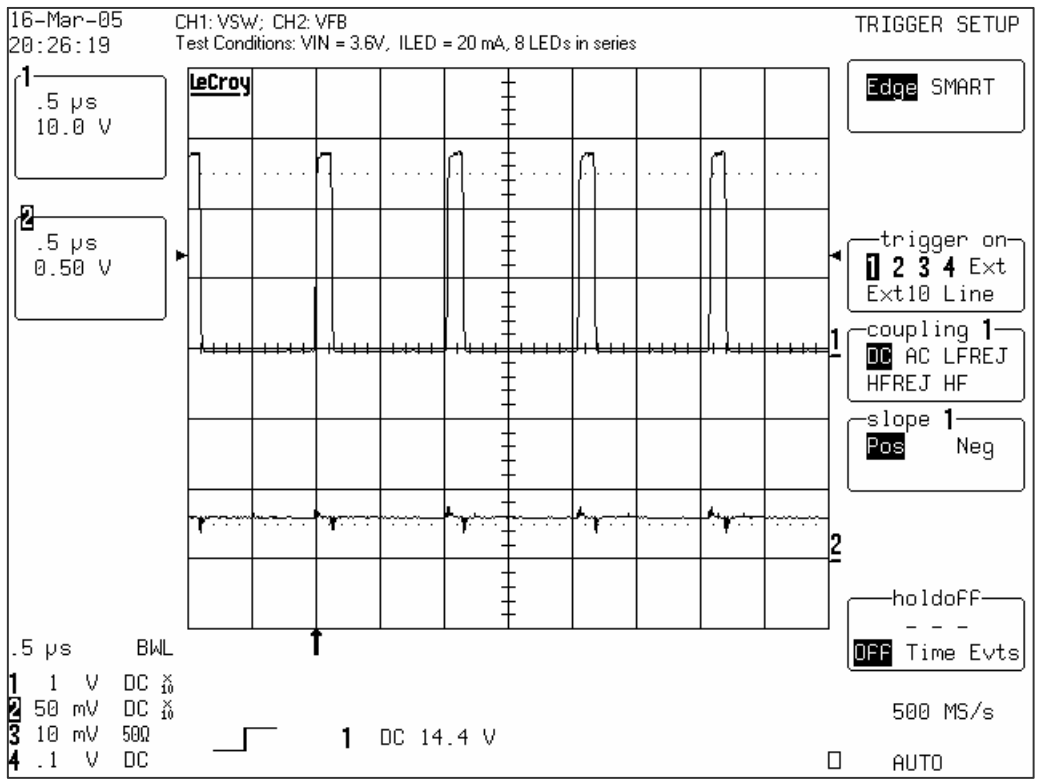 16-Mar-05
20:26:19
CH1: VSW; CH2: VFB
Test Conditions: VIN = 3.6V, ILED = 20 mA, 8 LEDs in series
TRIGGER SETUP
1
.5 µs
10.0 V
2
.5 µs
0.50 V
LeCroy
1
2
Edge SMART
trigger on
1 2 3 4 Ext
Ext10 Line
coupling 1
DC AC LFREJ
HFREJ HF
slope 1
Pos Neg
holdoff
- - -
OFF Time Evts
.5 µs BWL
1 1 V DC X10
2 50 mV DC X10
3 10 mV 50Ω
4 .1 V DC
1 DC 14.4 V
500 MS/s
AUTO